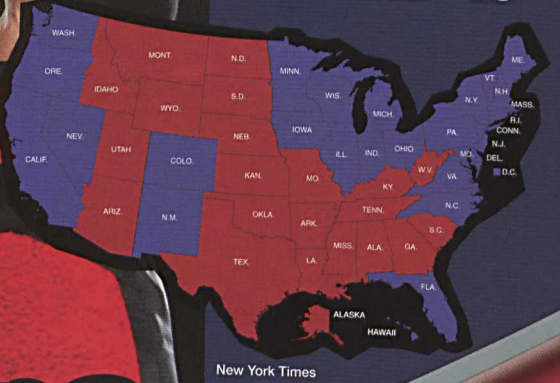 WASH.
MONT.
N.D.
MINN.
ME.
ORE.
IDAHO
WYO.
S.D.
WIS.
MICH.
VT.
N.H.
N.Y.
MASS.
R.I.
CONN.
NEV.
UTAH
COLO.
NEB.
IOWA
ILL.
IND.
OHIO
PA.
N.J.
MD.
DEL.
D.C.
CALIF.
KAN.
MO.
KY.
W.V.
VA.
ARIZ.
N.M.
OKLA.
ARK.
TENN.
N.C.
S.C.
TEX.
LA.
MISS.
ALA.
GA.
FLA.
ALASKA
HAWAII
New York Times